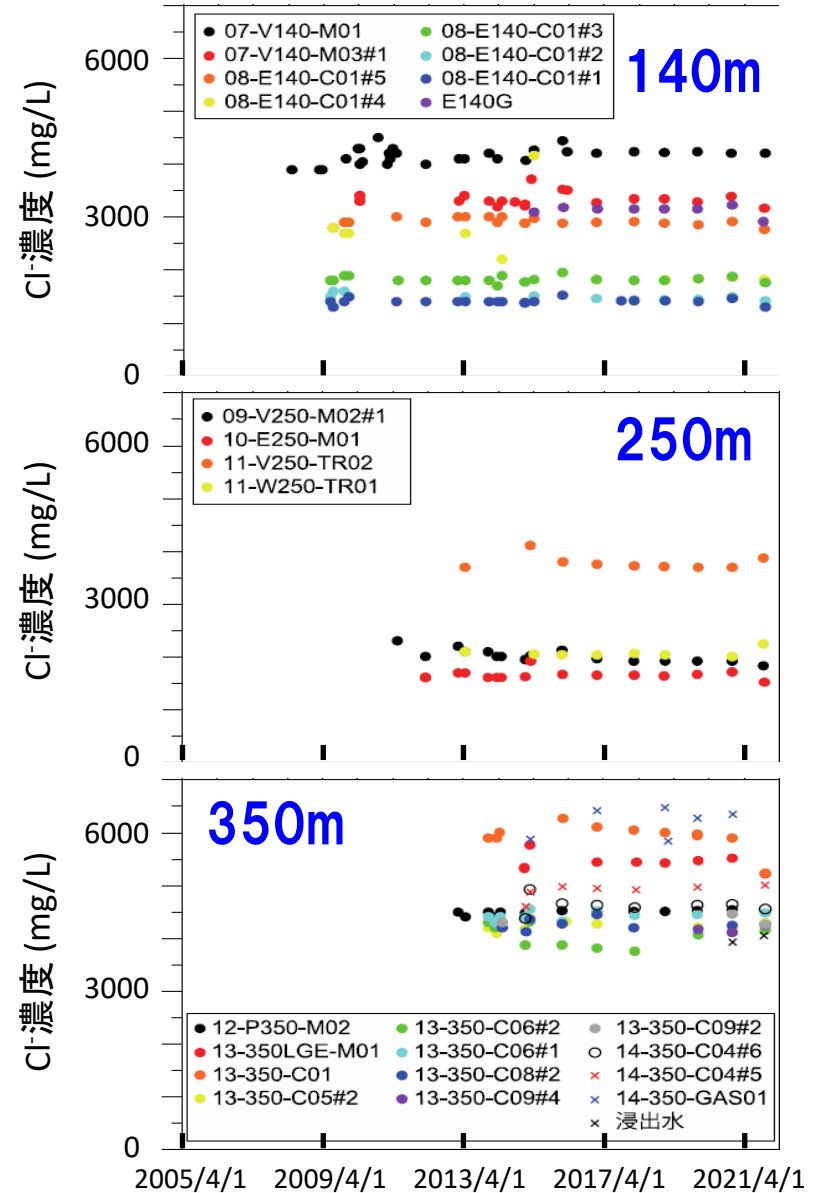 07-V140-M01
07-V140-M03#1
08-E140-C01#5
08-E140-C01#4
08-E140-C01#3
08-E140-C01#2
08-E140-C01#1
E140G
140m
Cl⁻濃度 (mg/L)
6000
3000
0
09-V250-M02#1
10-E250-M01
11-V250-TR02
11-W250-TR01
250m
Cl⁻濃度 (mg/L)
6000
3000
0
350m
Cl⁻濃度 (mg/L)
6000
3000
0
12-P350-M02
13-350LGE-M01
13-350-C01
13-350-C05#2
13-350-C06#2
13-350-C06#1
13-350-C08#2
13-350-C09#4
13-350-C09#2
14-350-C04#6
14-350-C04#5
14-350-GAS01
浸出水
2005/4/1 2009/4/1 2013/4/1 2017/4/1 2021/4/1